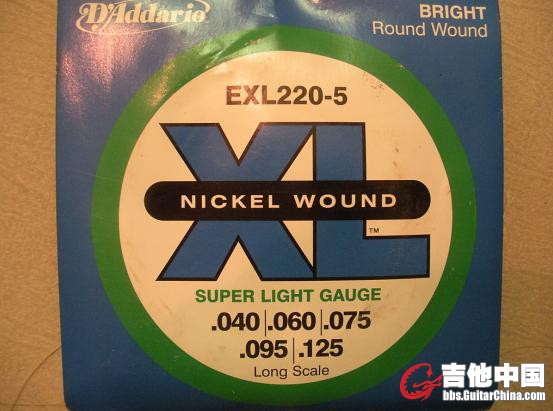 D'Addario
BRIGHT
Round Wound
EXL220-5
XL
NICKEL WOUND
TM
SUPER LIGHT GAUGE
.040|.060|.075
.095|.125
Long Scale
吉他中国
bbs.GuitarChina.com